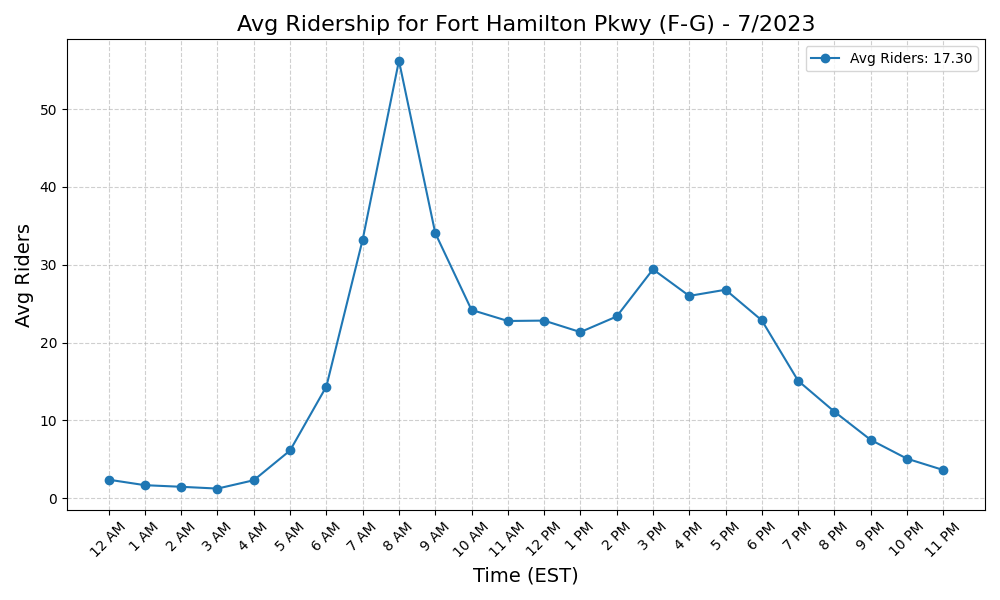 Avg Ridership for Fort Hamilton Pkwy (F-G) - 7/2023
Avg Riders: 17.30
Avg Riders
50
40
30
20
10
0
12 AM
1 AM
2 AM
3 AM
4 AM
5 AM
6 AM
7 AM
8 AM
9 AM
10 AM
11 AM
12 PM
1 PM
2 PM
3 PM
4 PM
5 PM
6 PM
7 PM
8 PM
9 PM
10 PM
11 PM
Time (EST)